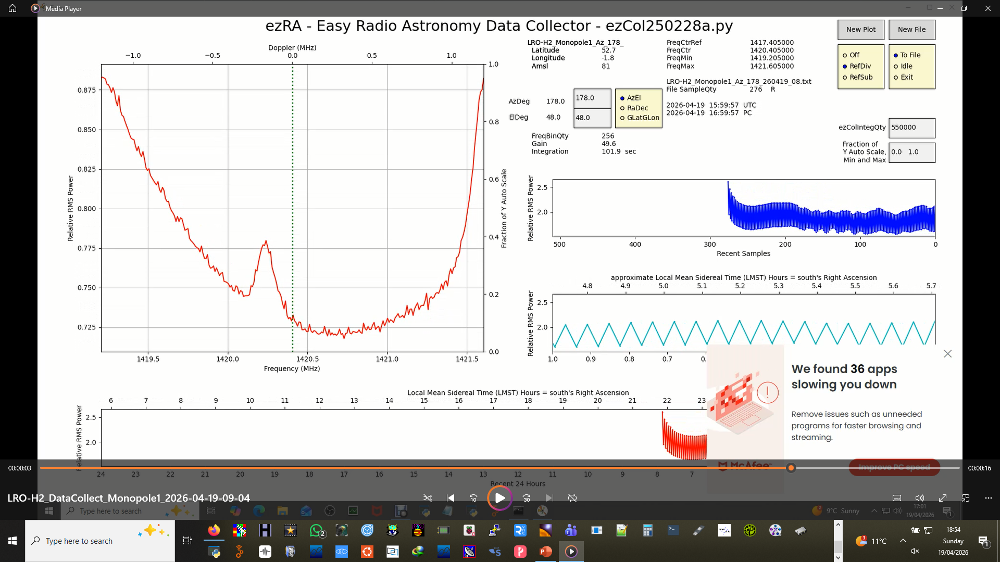 Media Player
ezRA - Easy Radio Astronomy Data Collector - ezCol250228a.py
New Plot
New File
Off
RefDiv
RefSub
To File
Idle
Exit
LRO-H2_Monopole1_Az_178_
Latitude 52.7
Longitude -1.8
Amsl 81
FreqCtrRef 1417.405000
FreqCtr 1420.405000
FreqMin 1419.205000
FreqMax 1421.605000
LRO-H2_Monopole1_Az_178_260419_08.txt
File SampleQty 276 R
2026-04-19 15:59:57 UTC
2026-04-19 16:59:57 PC
AzDeg 178.0 178.0
ElDeg 48.0 48.0
AzEl
RaDec
GLatGLon
FreqBinQty 256
Gain 49.6
Integration 101.9 sec
ezColIntegQty 550000
Fraction of
Y Auto Scale,
Min and Max
0.0 1.0
Doppler (MHz)
−1.0 −0.5 0.0 0.5 1.0
Relative RMS Power
0.875
0.850
0.825
0.800
0.775
0.750
0.725
1.0
0.8
0.6
0.4
0.2
0.0
Fraction of Y Auto Scale
1419.5 1420.0 1420.5 1421.0 1421.5
Frequency (MHz)
Relative RMS Power
2.5
2.0
500 400 300 200 100 0
Recent Samples
approximate Local Mean Sidereal Time (LMST) Hours = south's Right Ascension
4.8 4.9 5.0 5.1 5.2 5.3 5.4 5.5 5.6 5.7
Relative RMS Power
2.5
2.0
1.0 0.9 0.8 0.7
Local Mean Sidereal Time (LMST) Hours = south's Right Ascension
6 7 8 9 10 11 12 13 14 15 16 17 18 19 20 21 22 23
Relative RMS Power
2.5
2.0
24 23 22 21 20 19 18 17 16 15 14 13 12 11 10 9 8 7
Recent 24 Hours
We found 36 apps
slowing you down
Remove issues such as unneeded
programs for faster browsing and
streaming.
McAfee
Improve PC speed
00:00:03
00:00:16
LRO-H2_DataCollect_Monopole1_2026-04-19-09-04
10
30
Type here to search
2
9°C Sunny
17:01
19/04/2026
1
Type here to search
2
3
11°C
18:54
Sunday
19/04/2026
1